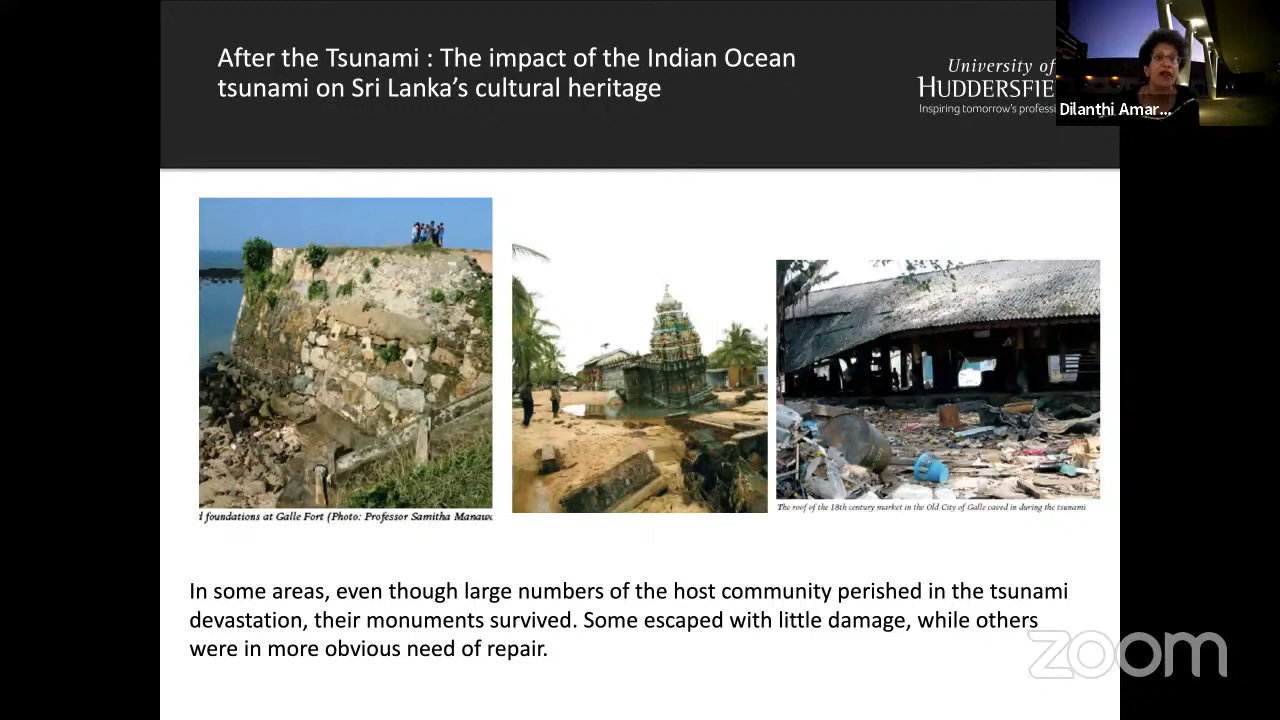 After the Tsunami : The impact of the Indian Ocean
tsunami on Sri Lanka's cultural heritage
University of
HUDDERSFIE
Inspiring tomorrow's profess
Dilanthi Amar...
foundations at Galle Fort (Photo: Professor Samitha Manaw
The roof of the 18th century market in the Old City of Galle caved in during the tsunami
In some areas, even though large numbers of the host community perished in the tsunami
devastation, their monuments survived. Some escaped with little damage, while others
were in more obvious need of repair.
zoom